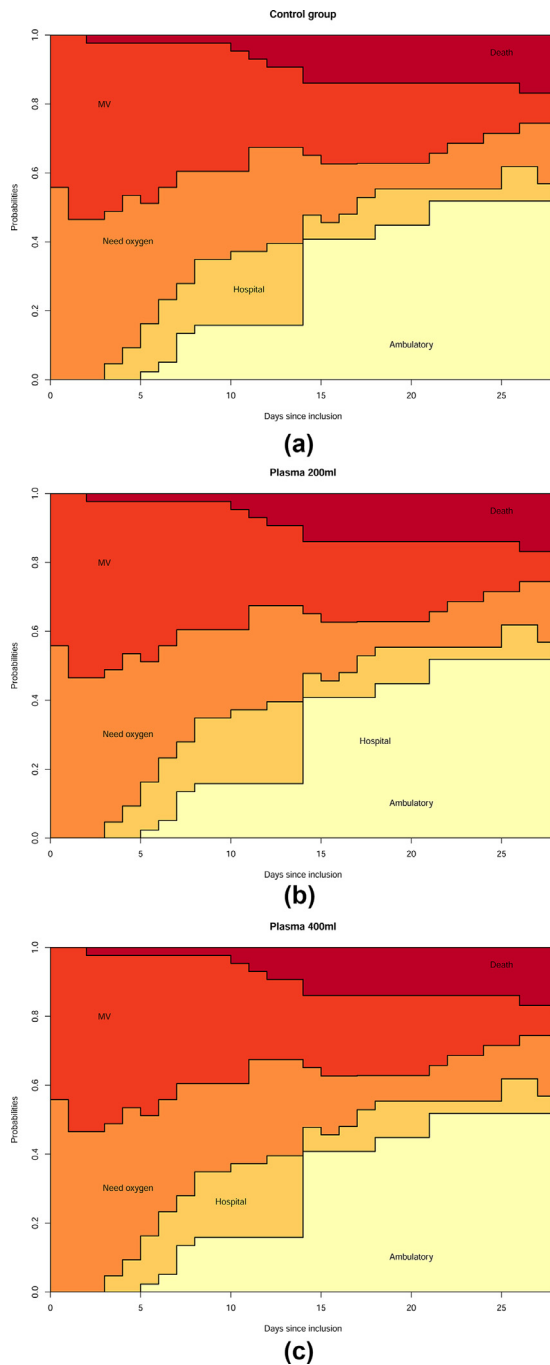 Control group
1.0
0.8
0.6
0.4
0.2
0.0
Probabilities
Death
MV
Need oxygen
Hospital
Ambulatory
0 5 10 15 20 25
Days since inclusion
(a)
Plasma 200ml
1.0
0.8
0.6
0.4
0.2
0.0
Probabilities
Death
MV
Need oxygen
Hospital
Ambulatory
0 5 10 15 20 25
Days since inclusion
(b)
Plasma 400ml
1.0
0.8
0.6
0.4
0.2
0.0
Probabilities
Death
MV
Need oxygen
Hospital
Ambulatory
0 5 10 15 20 25
Days since inclusion
(c)